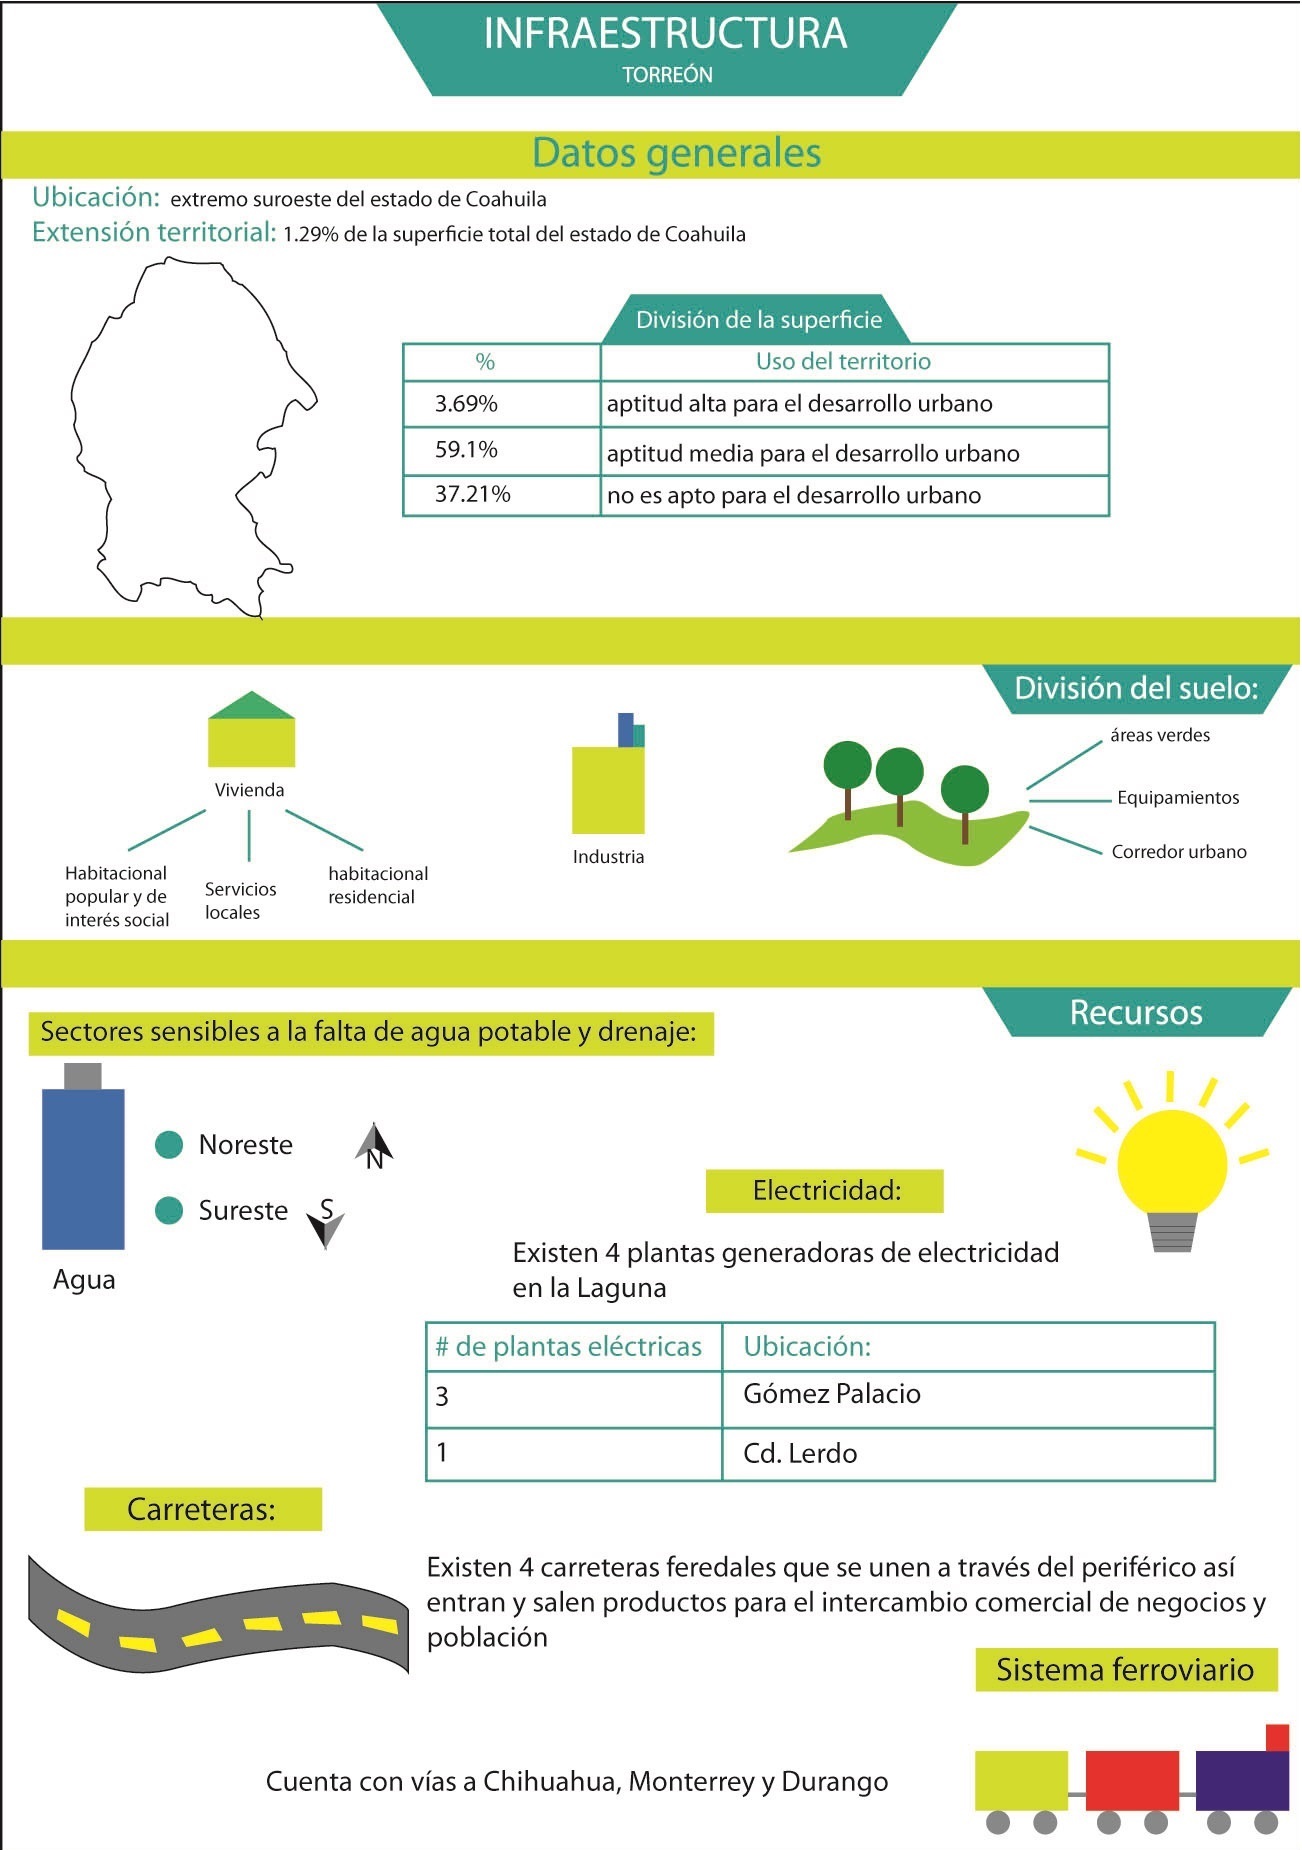 INFRAESTRUCTURA
TORREÓN
Datos generales
Ubicación: extremo suroeste del estado de Coahuila
Extensión territorial: 1.29% de la superficie total del estado de Coahuila
División de la superficie
% Uso del territorio
3.69% aptitud alta para el desarrollo urbano
59.1% aptitud media para el desarrollo urbano
37.21% no es apto para el desarrollo urbano
División del suelo:
Vivienda
Habitacional
popular y de
interés social
Servicios
locales
habitacional
residencial
Industria
áreas verdes
Equipamientos
Corredor urbano
Recursos
Sectores sensibles a la falta de agua potable y drenaje:
Noreste
N
Sureste
S
Agua
Electricidad:
Existen 4 plantas generadoras de electricidad
en la Laguna
# de plantas eléctricas Ubicación:
3 Gómez Palacio
1 Cd. Lerdo
Carreteras:
Existen 4 carreteras feredales que se unen a través del periférico así
entran y salen productos para el intercambio comercial de negocios y
población
Sistema ferroviario
Cuenta con vías a Chihuahua, Monterrey y Durango